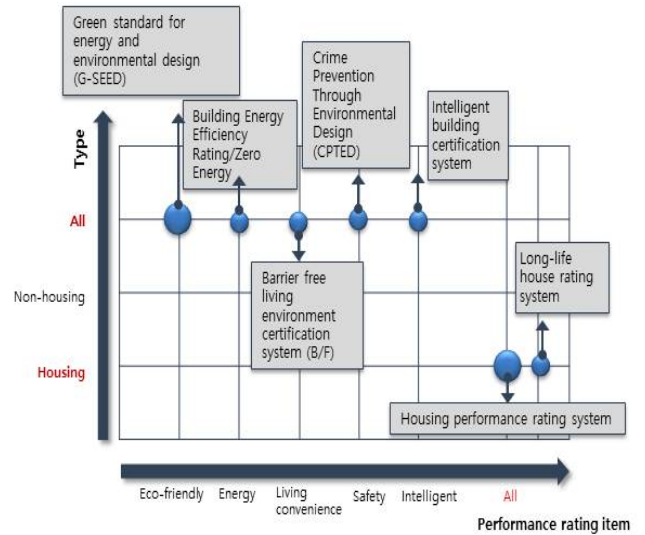 Green standard for
energy and
environmental design
(G-SEED)
Building Energy
Efficiency
Rating/Zero
Energy
Crime
Prevention
Through
Environmental
Design
(CPTED)
Intelligent
building
certification
system
Type
All
Non-housing
Housing
Barrier free
living
environment
certification
system (B/F)
Long-life
house rating
system
Housing performance rating system
Eco-friendly
Energy
Living
convenience
Safety
Intelligent
All
Performance rating item